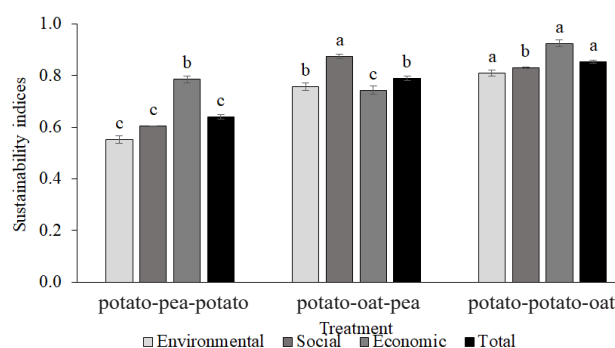 Sustainability indices
1.0
0.8
0.6
0.4
0.2
0.0
c c b c
b a c b
a b a a
potato-pea-potato potato-oat-pea potato-potato-oat
Treatment
Environmental Social Economic Total